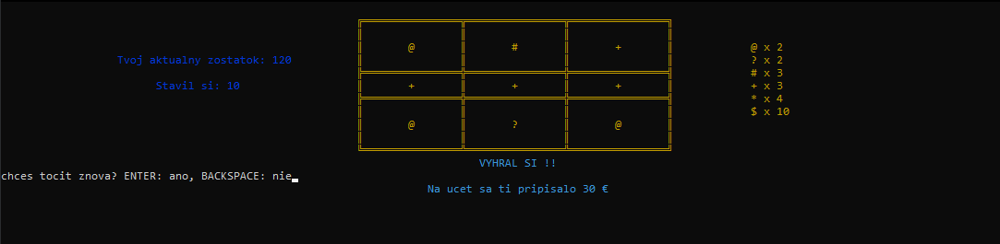 @ # +
Tvoj aktualny zostatok: 120
Stavil si: 10
+ + +
@ ? @
@ x 2
? x 2
# x 3
+ x 3
* x 4
$ x 10
VYHRAL SI !!
chces tocit znova? ENTER: ano, BACKSPACE: nie
Na ucet sa ti pripisalo 30 €